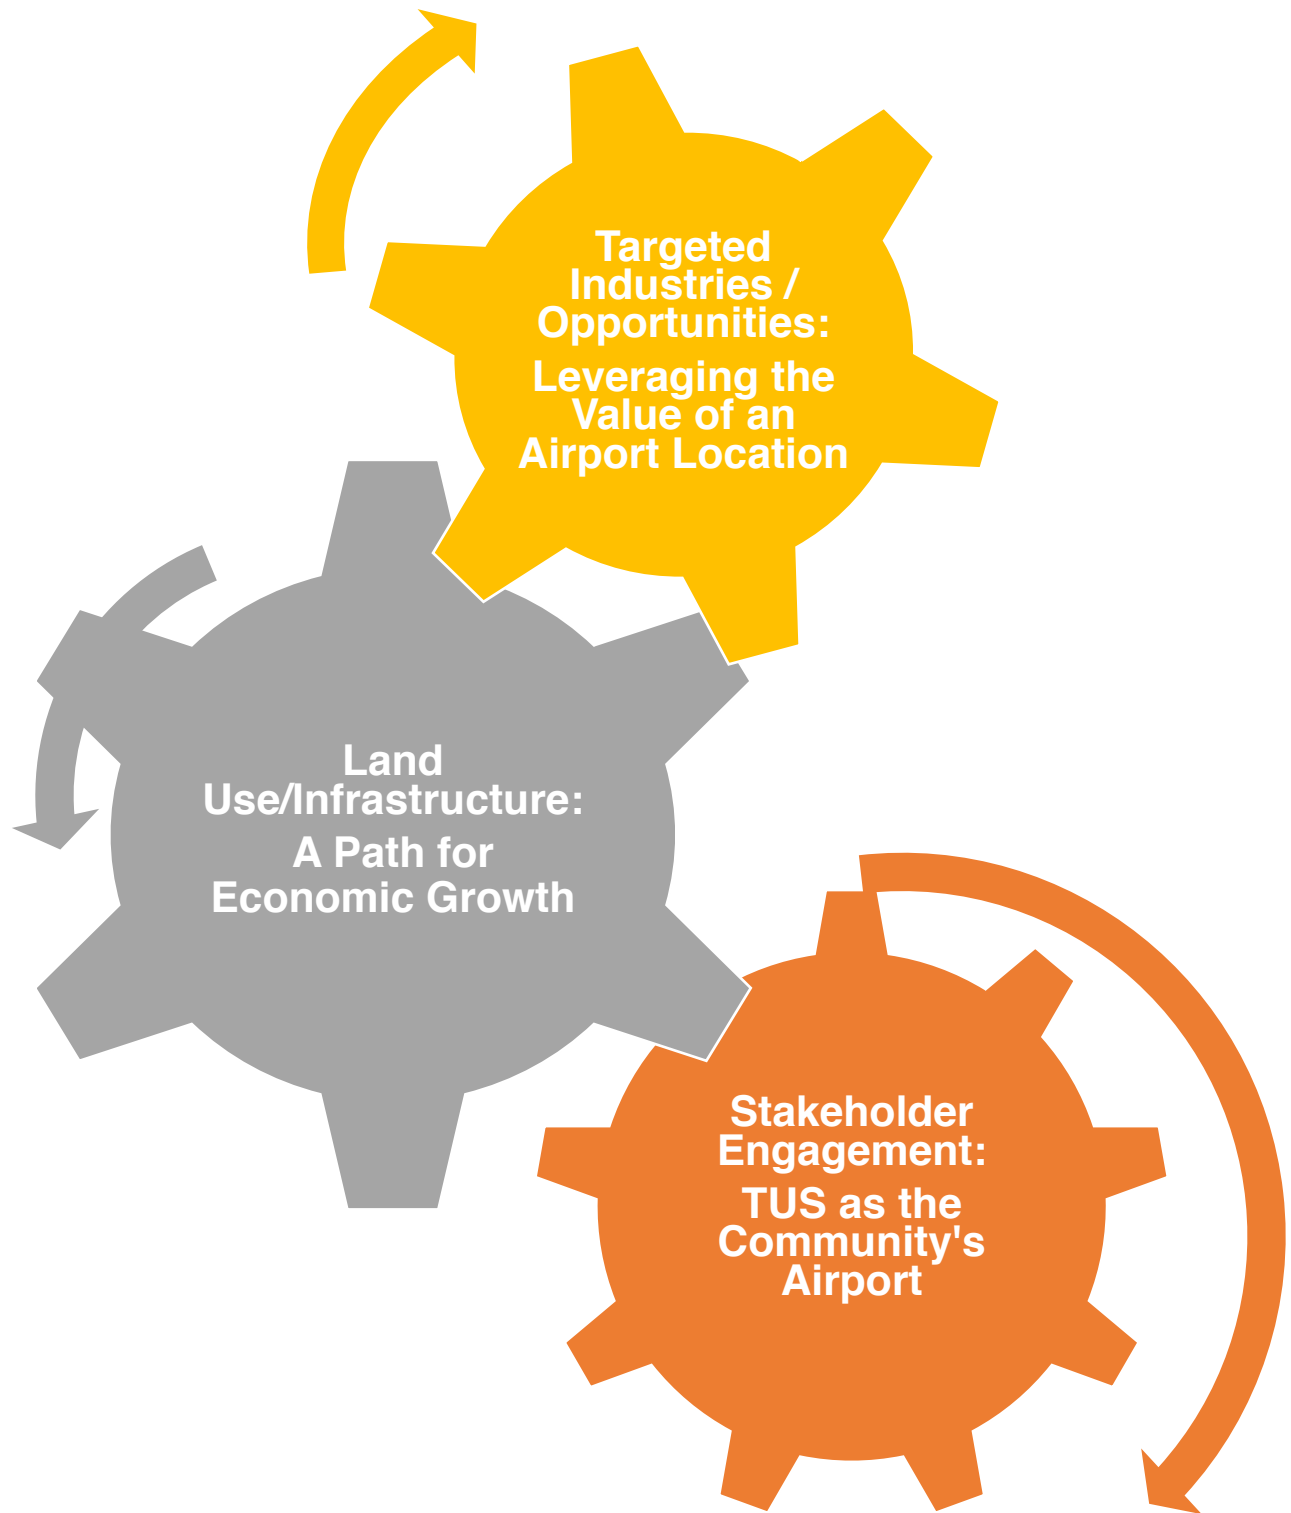 Targeted
Industries /
Opportunities:
Leveraging the
Value of an
Airport Location
Land
Use/Infrastructure:
A Path for
Economic Growth
Stakeholder
Engagement:
TUS as the
Community's
Airport